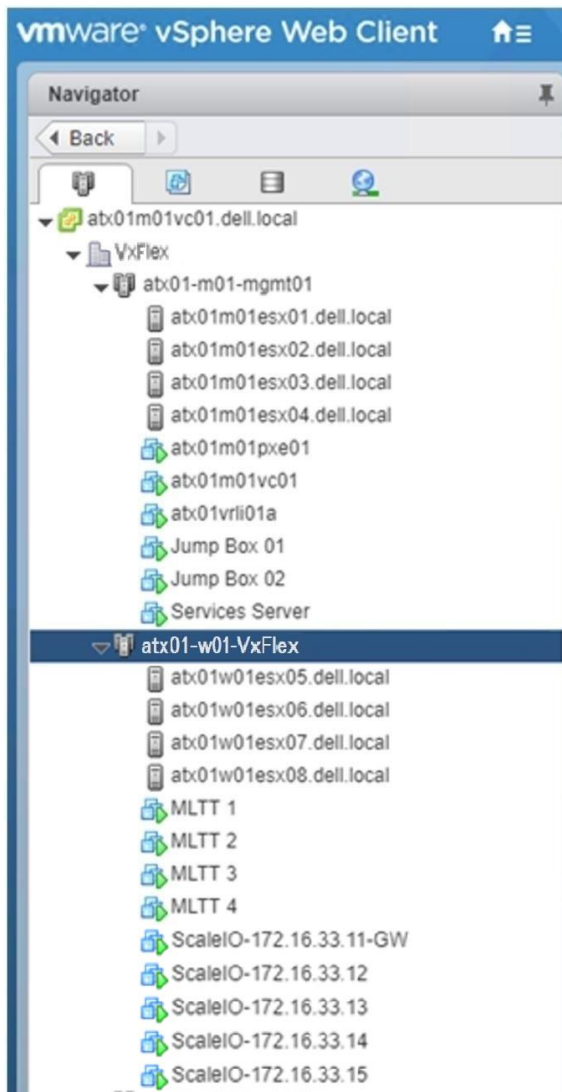 vmware® vSphere Web Client
Navigator
Back
atx01m01vc01.dell.local
VxFlex
atx01-m01-mgmt01
atx01m01esx01.dell.local
atx01m01esx02.dell.local
atx01m01esx03.dell.local
atx01m01esx04.dell.local
atx01m01pxe01
atx01m01vc01
atx01vrli01a
Jump Box 01
Jump Box 02
Services Server
atx01-w01-VxFlex
atx01w01esx05.dell.local
atx01w01esx06.dell.local
atx01w01esx07.dell.local
atx01w01esx08.dell.local
MLTT 1
MLTT 2
MLTT 3
MLTT 4
ScaleIO-172.16.33.11-GW
ScaleIO-172.16.33.12
ScaleIO-172.16.33.13
ScaleIO-172.16.33.14
ScaleIO-172.16.33.15